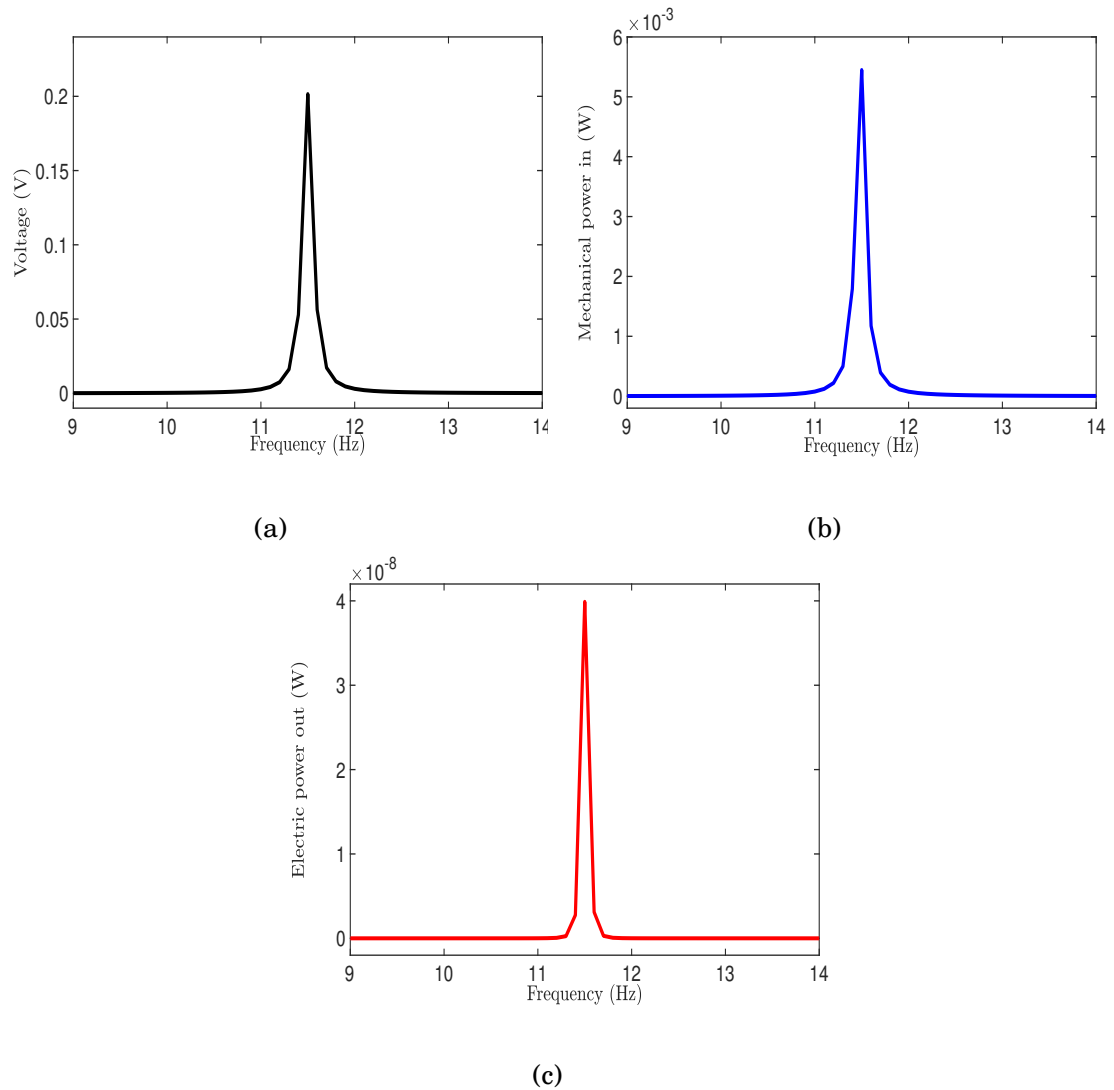 Voltage (V)
0.2
0.15
0.1
0.05
0
9 10 11 12 13 14
Frequency (Hz)
(a)
×10-3
Mechanical power in (W)
6
5
4
3
2
1
0
9 10 11 12 13 14
Frequency (Hz)
(b)
×10-8
Electric power out (W)
4
3
2
1
0
9 10 11 12 13 14
Frequency (Hz)
(c)